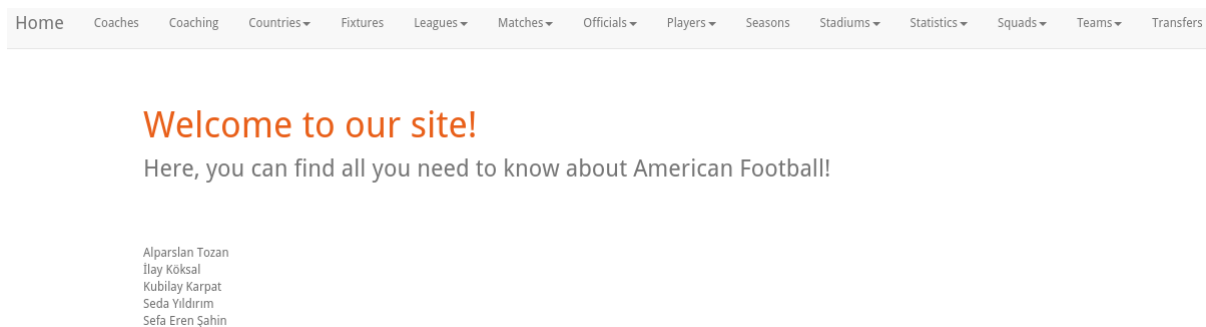 Home Coaches Coaching Countries Fixtures Leagues Matches Officials Players Seasons Stadiums Statistics Squads Teams Transfers
Welcome to our site!
Here, you can find all you need to know about American Football!
Alparslan Tozan
İlay Köksal
Kubilay Karpat
Seda Yıldırım
Sefa Eren Şahin